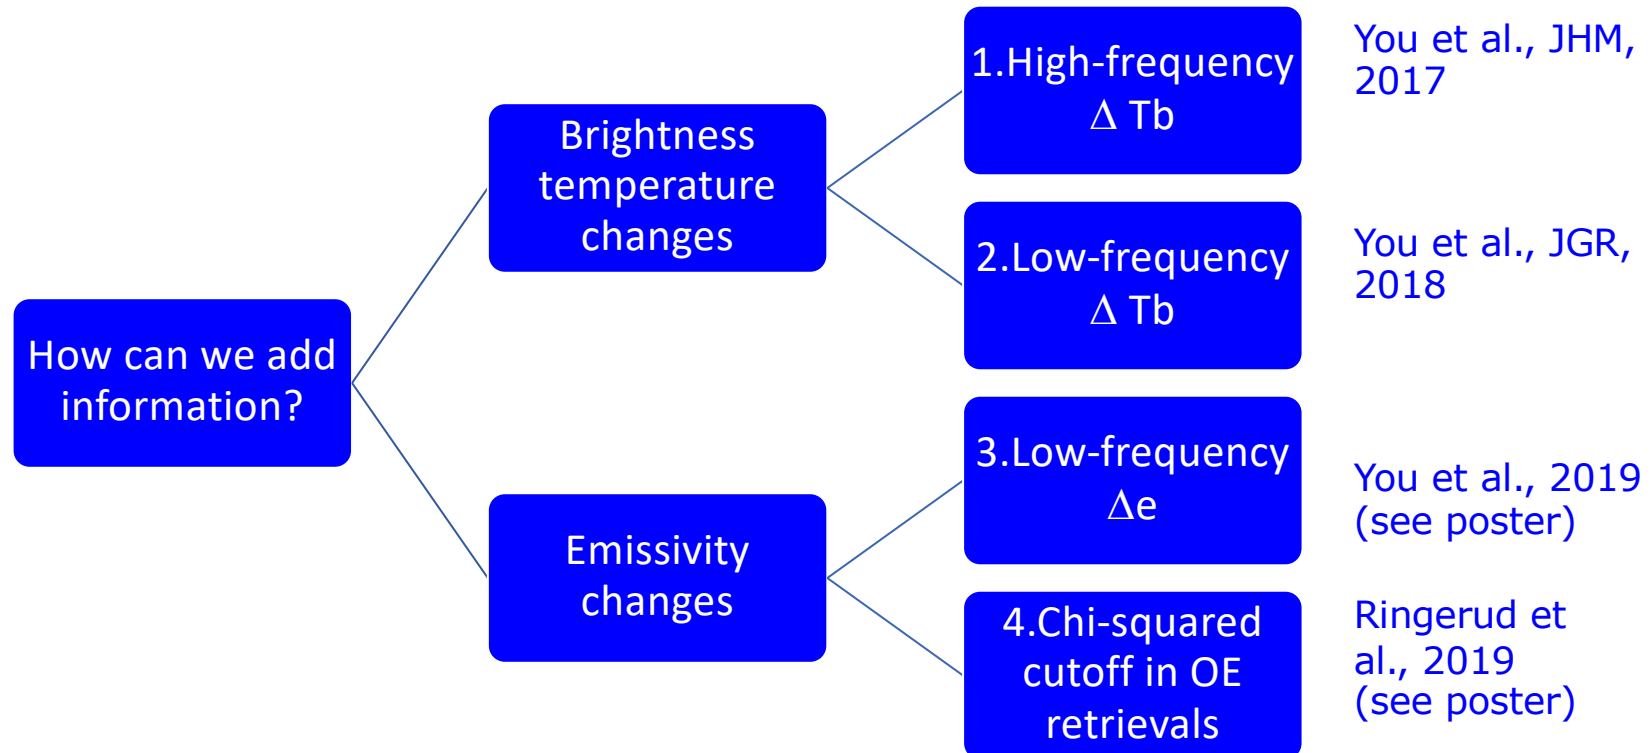 How can we add
information?
Brightness
temperature
changes
Emissivity
changes
1.High-frequency
Δ Tb
You et al., JHM,
2017
2.Low-frequency
Δ Tb
You et al., JGR,
2018
3.Low-frequency
Δe
You et al., 2019
(see poster)
4.Chi-squared
cutoff in OE
retrievals
Ringerud et
al., 2019
(see poster)